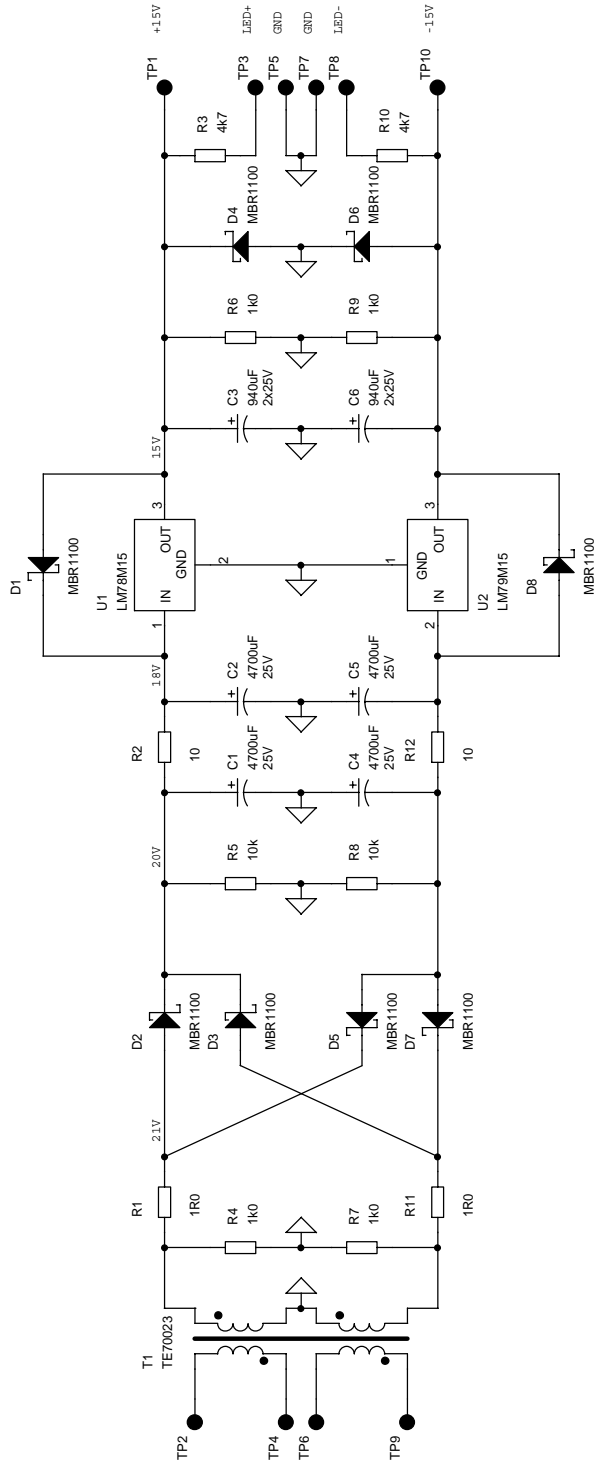 T1
TE70023
TP2
TP4
TP6
TP9
R1
1R0
R4
1k0
R7
1k0
R11
1R0
21V
D2
MBR1100
D3
MBR1100
D5
MBR1100
D7
MBR1100
20V
R5
10k
R8
10k
C1
4700uF
25V
C4
4700uF
25V
R2
10
R12
10
C2
4700uF
25V
C5
4700uF
25V
18V
D1
MBR1100
U1
LM78M15
1
IN
OUT
GND
3
2
U2
LM79M15
2
IN
OUT
GND
3
1
D8
MBR1100
15V
C3
940uF
2x25V
C6
940uF
2x25V
R6
1k0
R9
1k0
D4
MBR1100
D6
MBR1100
R3
4k7
R10
4k7
TP1
+15V
TP3
LED+
TP5
GND
TP7
GND
TP8
LED-
TP10
-15V
+
+
+
+
+
+